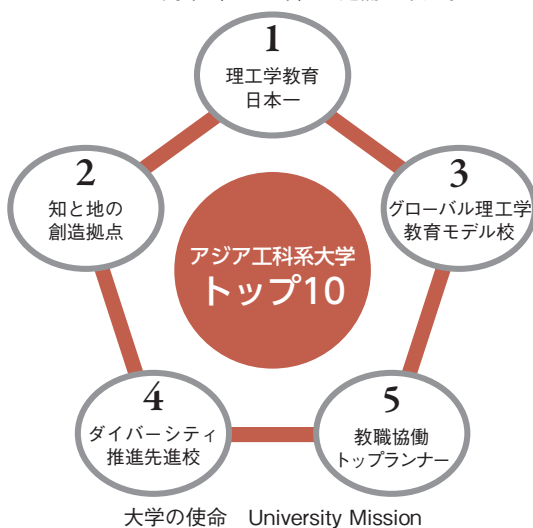 1
理工学教育
日本一
2
知と地の
創造拠点
3
グローバル理工学
教育モデル校
アジア工科系大学
トップ10
4
ダイバーシティ
推進先進校
5
教職協働
トップランナー
大学の使命　University Mission